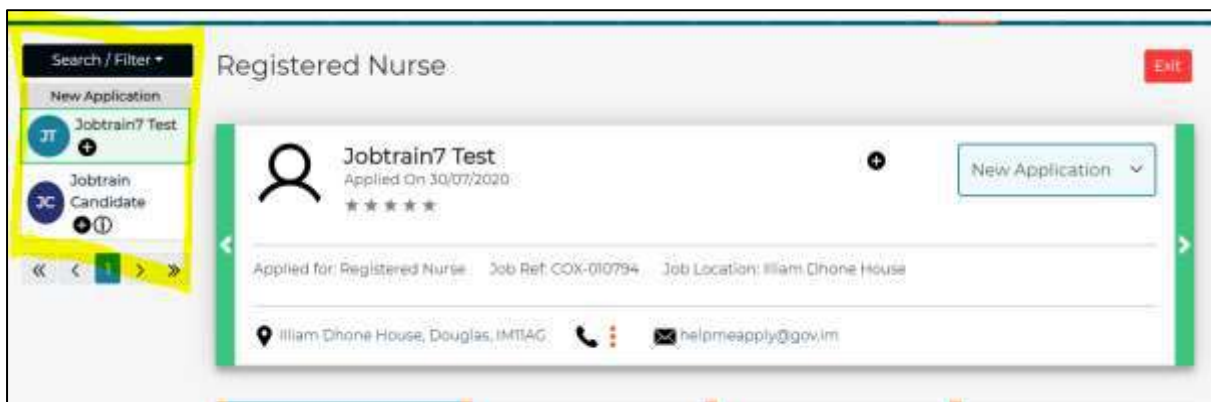 Search / Filter
New Application
JT
Jobtrain7 Test
JC
Jobtrain
Candidate
« < 1 > »
Registered Nurse
Exit
Jobtrain7 Test
Applied On 30/07/2020
New Application
Applied for: Registered Nurse Job Ref: COX-010794 Job Location: Illiam Dhone House
Illiam Dhone House, Douglas, IM11AG helpmeapply@gov.im